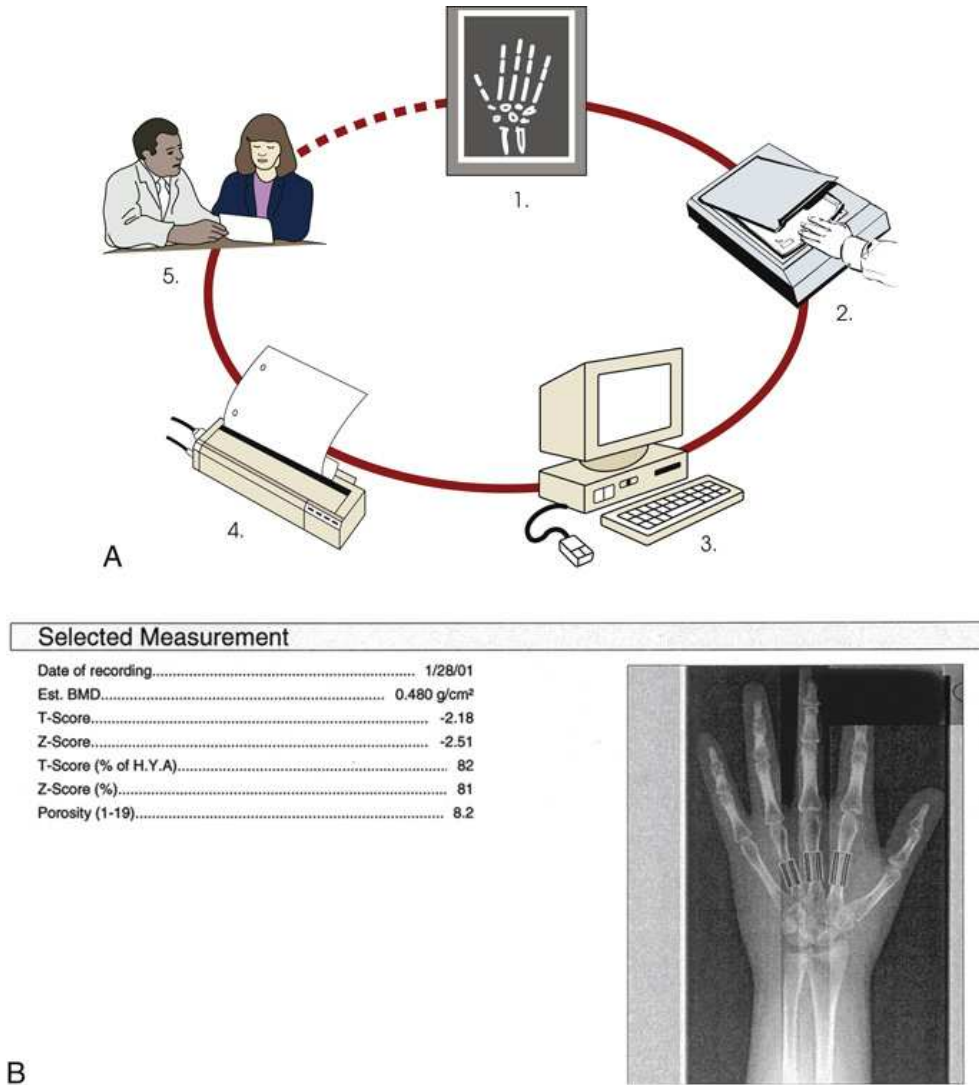 1.
2.
3.
4.
5.
A
Selected Measurement
Date of recording 1/28/01
Est. BMD 0.480 g/cm²
T-Score -2.18
Z-Score -2.51
T-Score (% of H.Y.A) 82
Z-Score (%) 81
Porosity (1-19) 8.2
B